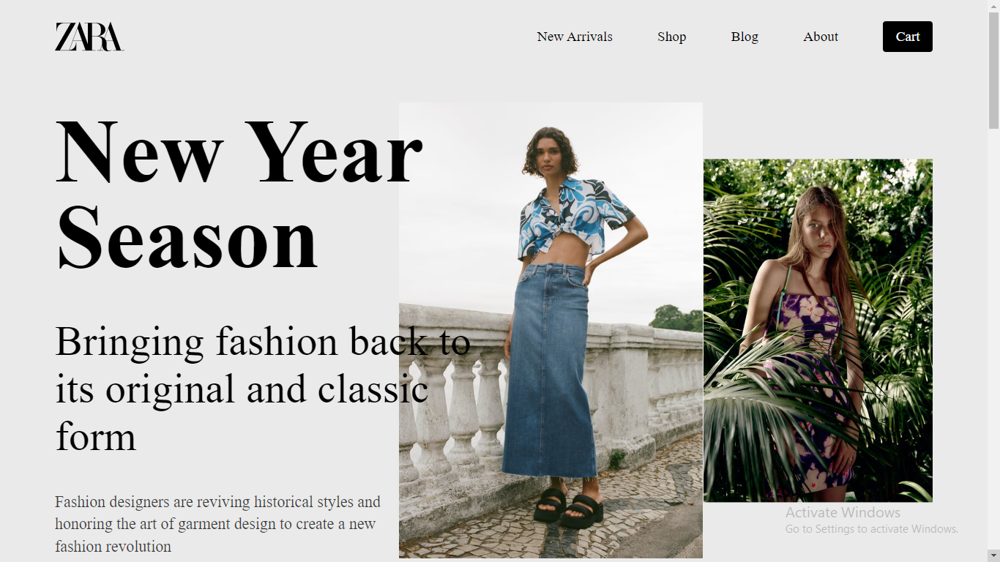 ZARA
New Arrivals
Shop
Blog
About
Cart
New Year
Season
Bringing fashion back to
its original and classic
form
Fashion designers are reviving historical styles and
honoring the art of garment design to create a new
fashion revolution
Activate Windows
Go to Settings to activate Windows.